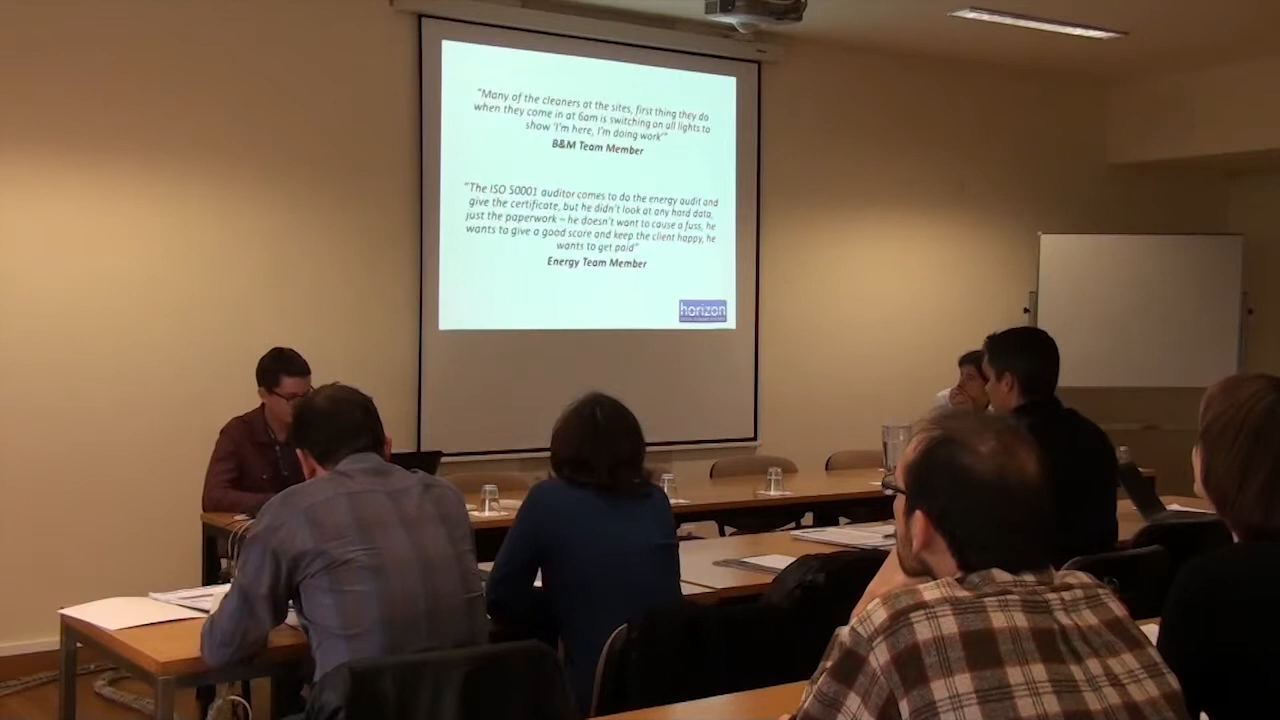 "Many of the cleaners at the sites, first thing they do
when they come in at 6am is switching on all lights to
show 'I'm here, I'm doing work'"
B&M Team Member
"The ISO 50001 auditor comes to do the energy audit and
give the certificate, but he didn't look at any hard data,
just the paperwork – he doesn't want to cause a fuss, he
wants to give a good score and keep the client happy, he
wants to get paid"
Energy Team Member
horizon